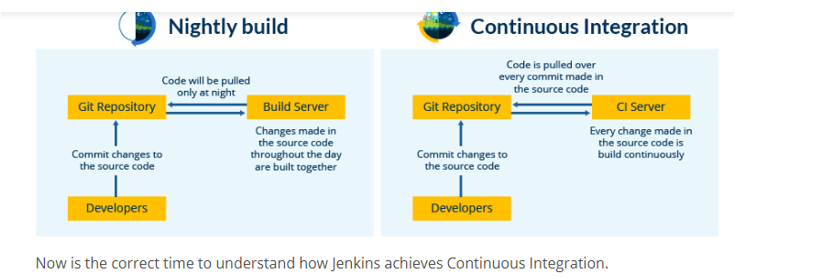 Nightly build
Code will be pulled
only at night
Git Repository
Build Server
Changes made in
the source code
throughout the day
are built together
Commit changes to
the source code
Developers
Continuous Integration
Code is pulled over
every commit made in
the source code
Git Repository
CI Server
Every change made in
the source code is
build continuously
Commit changes to
the source code
Developers
Now is the correct time to understand how Jenkins achieves Continuous Integration.